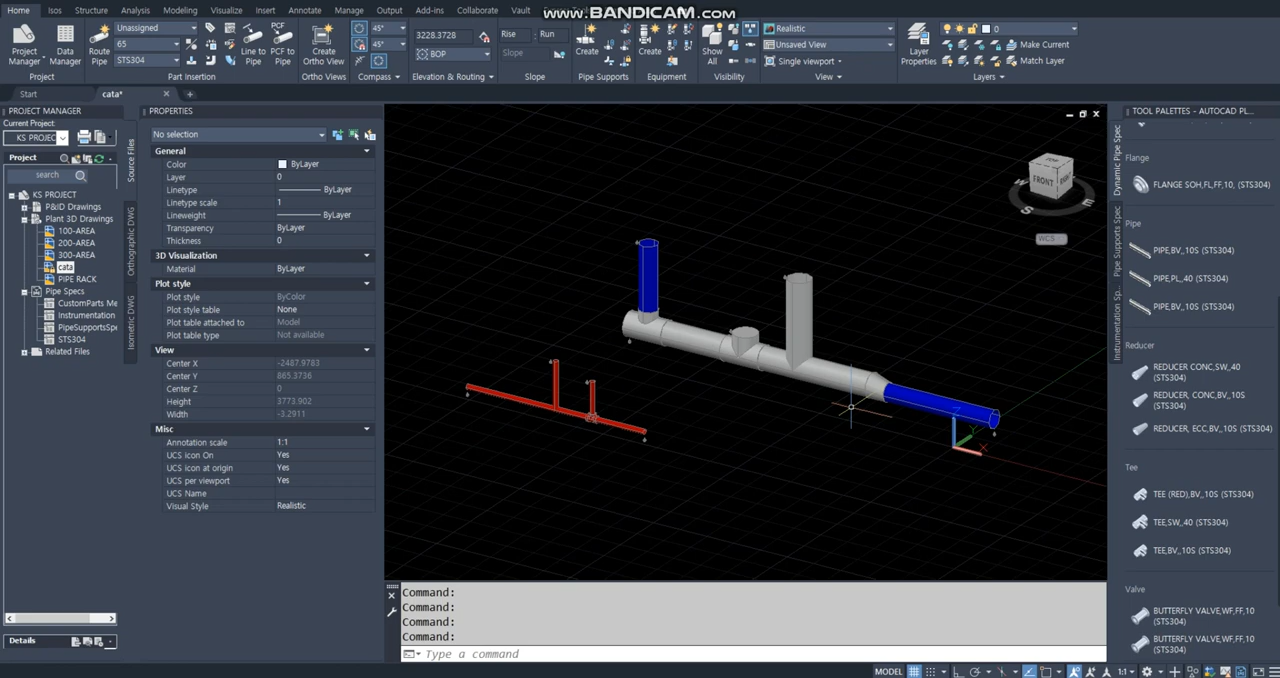 www.BANDICAM.com
Home Isos Structure Analysis Modeling Visualize Insert Annotate Manage Output Add-ins Collaborate Vault
Project Manager
Data Manager
Project
Route Pipe
Unassigned
65
STS304
Line to Pipe
PCF to Pipe
Part Insertion
Create Ortho View
Ortho Views
45°
45°
Compass
3228.3728
BOP
Elevation & Routing
Rise Run
Slope
Slope
Create
Pipe Supports
Create
Equipment
Show All
Visibility
Realistic
Unsaved View
Single viewport
View
Layer Properties
0
Make Current
Match Layer
Layers
Start cata*
PROJECT MANAGER
Current Project:
KS PROJEC
Project
search
KS PROJECT
P&ID Drawings
Plant 3D Drawings
100-AREA
200-AREA
300-AREA
cata
PIPE RACK
Pipe Specs
CustomParts Me
Instrumentation
PipeSupportsSpe
STS304
Related Files
Details
Source Files
Orthographic DWG
Isometric DWG
PROPERTIES
No selection
General
Color ByLayer
Layer 0
Linetype ByLayer
Linetype scale 1
Lineweight ByLayer
Transparency ByLayer
Thickness 0
3D Visualization
Material ByLayer
Plot style
Plot style ByColor
Plot style table None
Plot table attached to Model
Plot table type Not available
View
Center X -2487.9783
Center Y 865.3736
Center Z 0
Height 3773.902
Width -3.2911
Misc
Annotation scale 1:1
UCS icon On Yes
UCS icon at origin Yes
UCS per viewport Yes
UCS Name
Visual Style Realistic
TOP
FRONT
RIGHT
W
S
E
WCS
Z
Y
X
Command:
Command:
Command:
Command:
Type a command
TOOL PALETTES - AUTOCAD PL...
Dynamic Pipe Spec
Pipe Supports Spec
Instrumentation Sp...
Flange
FLANGE SOH,FL,FF,10, (STS304)
Pipe
PIPE,BV,_10S (STS304)
PIPE,PL,_40 (STS304)
PIPE,BV,_10S (STS304)
Reducer
REDUCER CONC,SW,_40 (STS304)
REDUCER, CONC,BV,_10S (STS304)
REDUCER, ECC,BV,_10S (STS304)
Tee
TEE (RED),BV,_10S (STS304)
TEE,SW,_40 (STS304)
TEE,BV,_10S (STS304)
Valve
BUTTERFLY VALVE,WF,FF,10 (STS304)
BUTTERFLY VALVE,WF,FF,10 (STS304)
MODEL 1:1